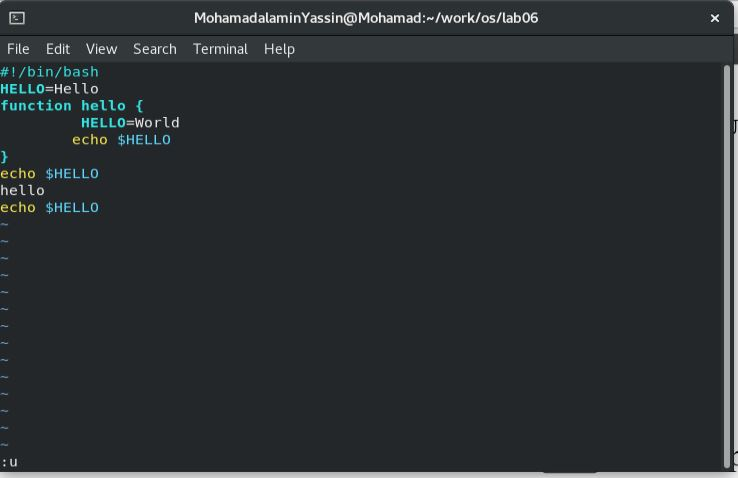 MohamadalaminYassin@Mohamad:~/work/os/lab06 ×
File Edit View Search Terminal Help
#!/bin/bash
HELLO=Hello
function hello {
         HELLO=World
        echo $HELLO
}
echo $HELLO
hello
echo $HELLO
~
~
~
~
~
~
~
~
~
~
~
~
~
~
:u